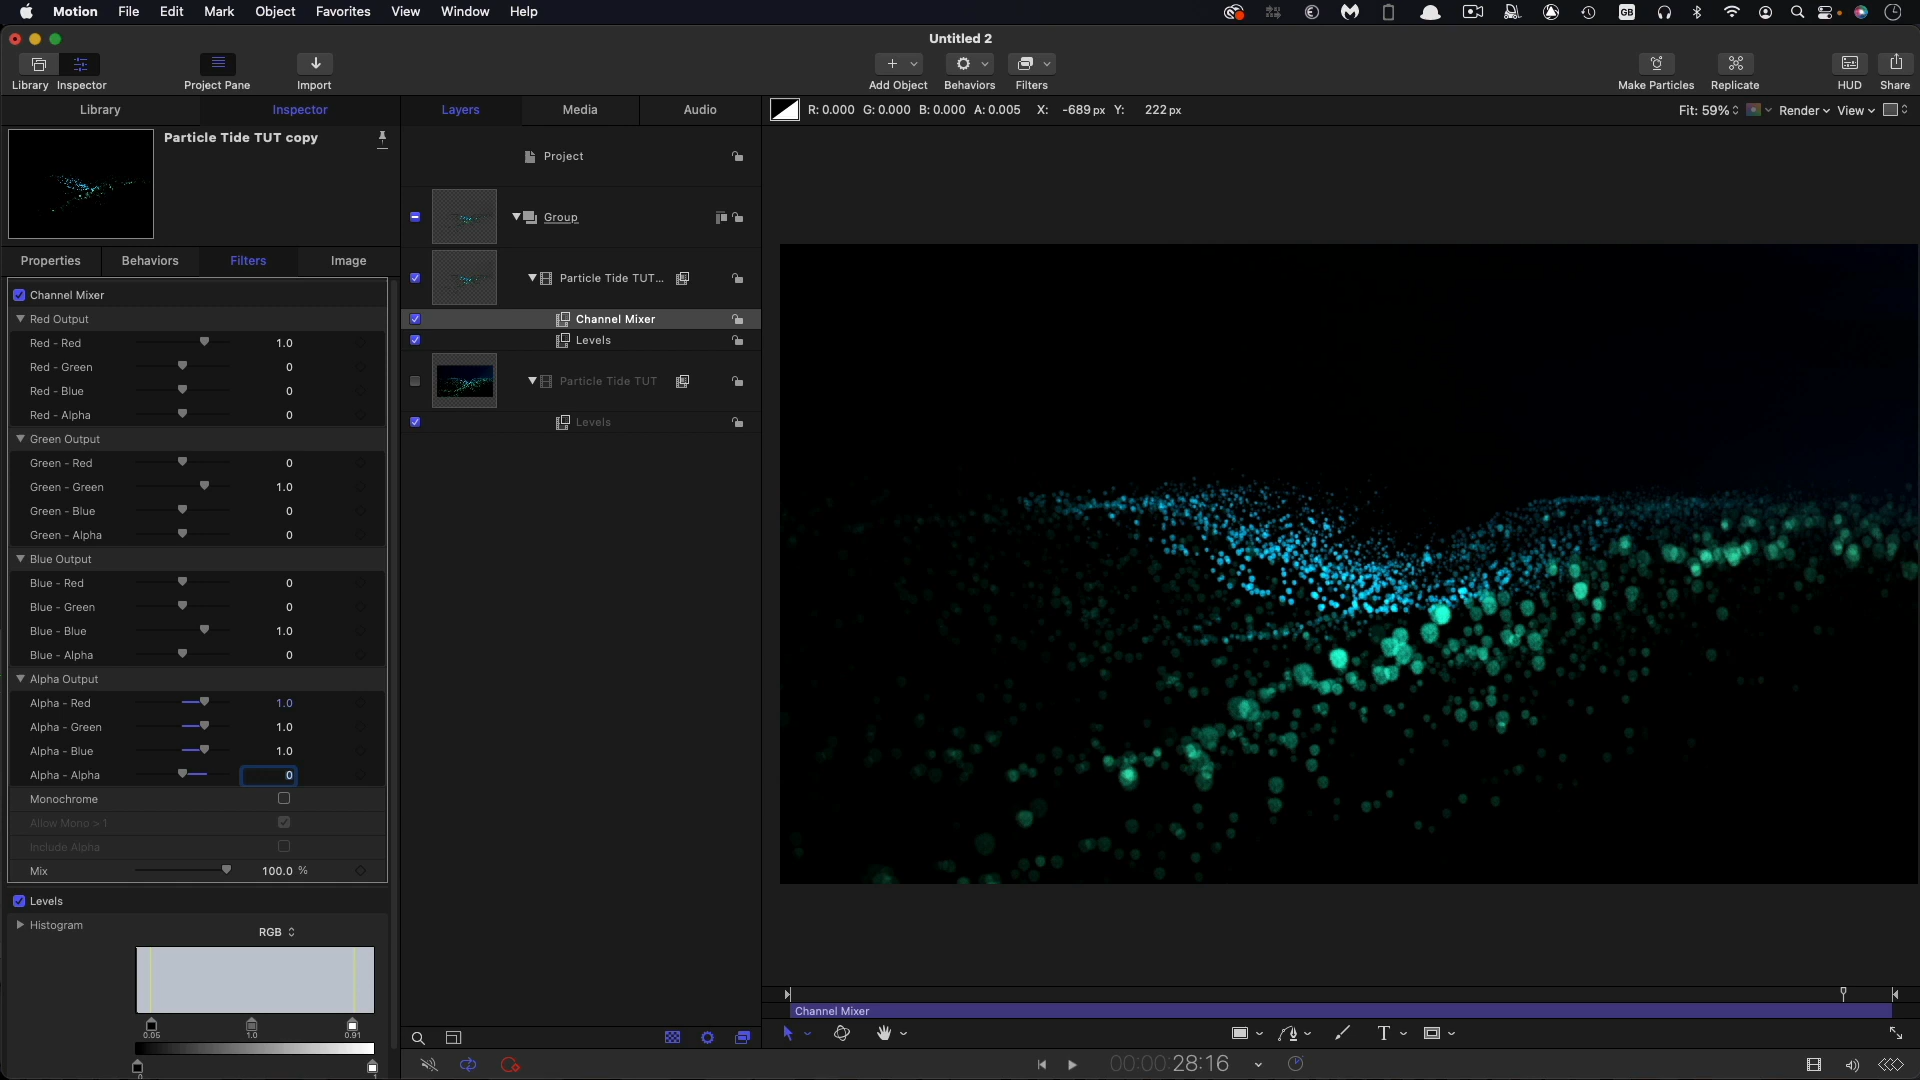 Motion File Edit Mark Object Favorites View Window Help
GB
Untitled 2
Library Inspector Project Pane Import Add Object Behaviors Filters Make Particles Replicate HUD Share
Library Inspector Layers Media Audio R: 0.000 G: 0.000 B: 0.000 A: 0.005 X: -689 px Y: 222 px Fit: 59% Render View
Particle Tide TUT copy
Project
Group
Properties Behaviors Filters Image
Particle Tide TUT...
Channel Mixer
Levels
Particle Tide TUT
Levels
Channel Mixer
Red Output
Red - Red 1.0
Red - Green 0
Red - Blue 0
Red - Alpha 0
Green Output
Green - Red 0
Green - Green 1.0
Green - Blue 0
Green - Alpha 0
Blue Output
Blue - Red 0
Blue - Green 0
Blue - Blue 1.0
Blue - Alpha 0
Alpha Output
Alpha - Red 1.0
Alpha - Green 1.0
Alpha - Blue 1.0
Alpha - Alpha 0
Monochrome
Allow Mono > 1
Include Alpha
Mix 100.0 %
Levels
Histogram RGB
0.05 1.0 0.91
0 1
Channel Mixer
T
00:00:28:16